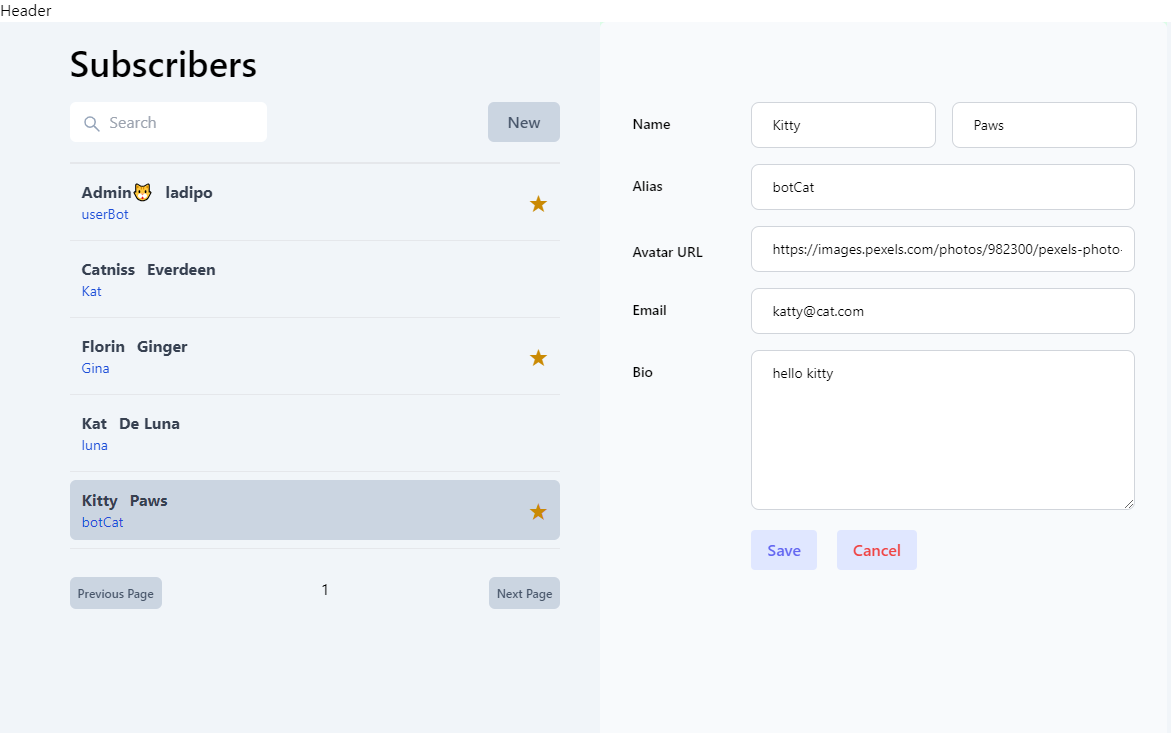 Header
Subscribers
Search
New
Admin🐱 ladipo
userBot
Catniss Everdeen
Kat
Florin Ginger
Gina
Kat De Luna
luna
Kitty Paws
botCat
Previous Page
1
Next Page
Name
Kitty
Paws
Alias
botCat
Avatar URL
https://images.pexels.com/photos/982300/pexels-photo-
Email
katty@cat.com
Bio
hello kitty
Save
Cancel